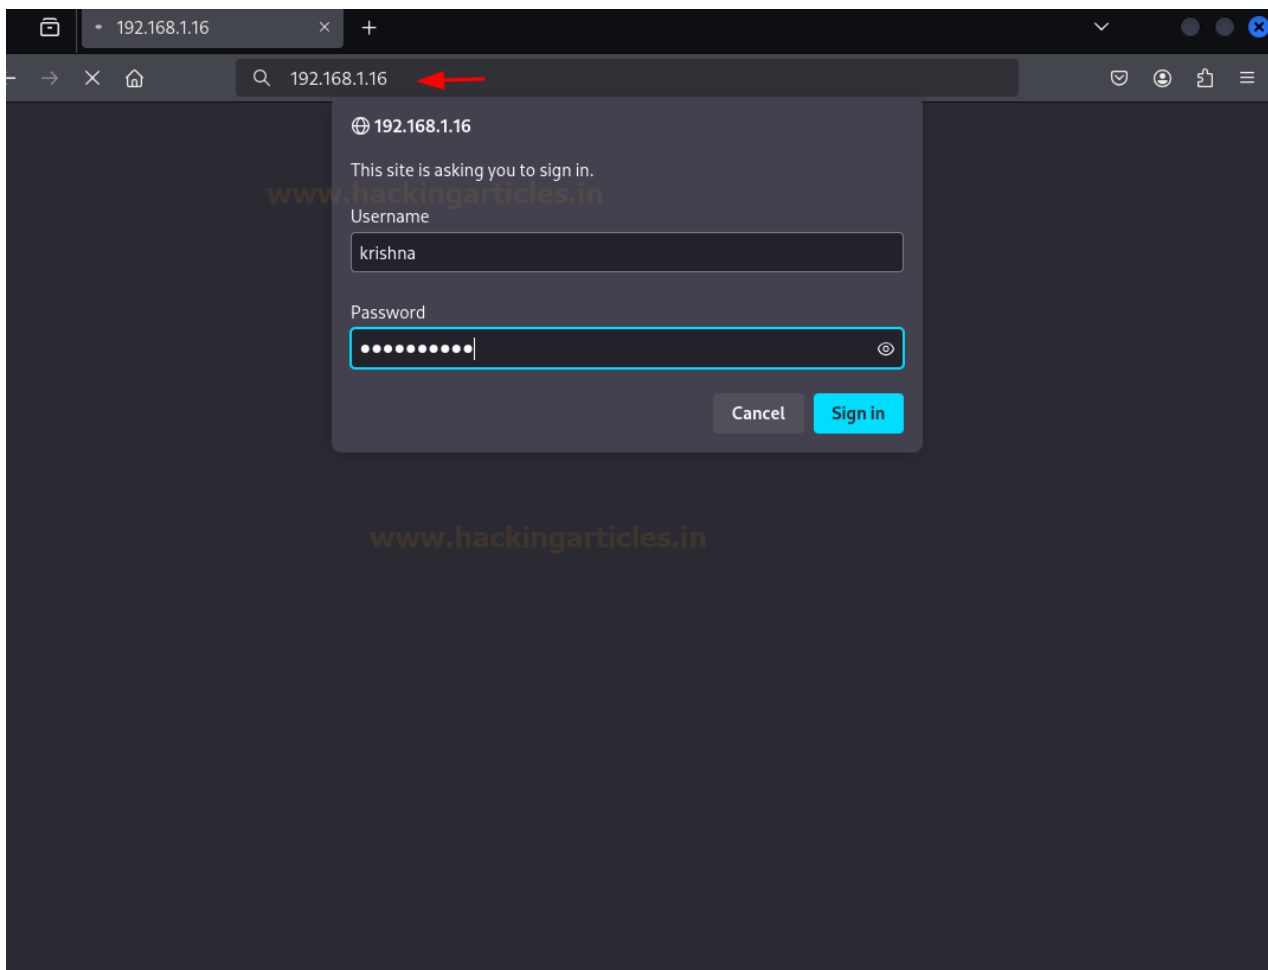 192.168.1.16
192.168.1.16
192.168.1.16
This site is asking you to sign in.
www.hackingarticles.in
Username
krishna
Password
••••••••••
Cancel
Sign in
www.hackingarticles.in